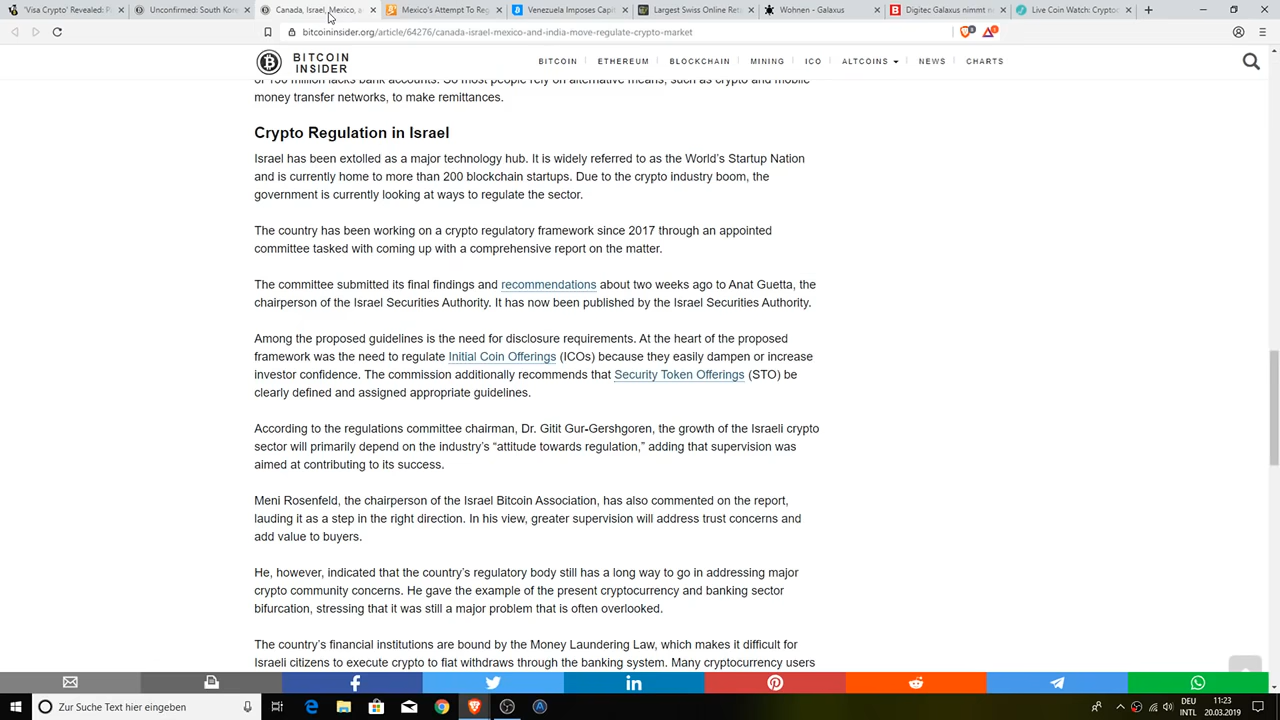 'Visa Crypto' Revealed: P
Unconfirmed: South Kor
Canada, Israel, Mexico, a
Mexico's Attempt To Reg
Venezuela Imposes Capi
Largest Swiss Online Reta
Wohnen - Galaxus
Digitec Galaxus nimmt n
Live Coin Watch: Cryptoc
bitcoininsider.org/article/64276/canada-israel-mexico-and-india-move-regulate-crypto-market
BITCOIN INSIDER
BITCOIN ETHEREUM BLOCKCHAIN MINING ICO ALTCOINS NEWS CHARTS
of 130 million lacks bank accounts. So most people rely on alternative means, such as crypto and mobile
money transfer networks, to make remittances.
Crypto Regulation in Israel
Israel has been extolled as a major technology hub. It is widely referred to as the World's Startup Nation
and is currently home to more than 200 blockchain startups. Due to the crypto industry boom, the
government is currently looking at ways to regulate the sector.
The country has been working on a crypto regulatory framework since 2017 through an appointed
committee tasked with coming up with a comprehensive report on the matter.
The committee submitted its final findings and recommendations about two weeks ago to Anat Guetta, the
chairperson of the Israel Securities Authority. It has now been published by the Israel Securities Authority.
Among the proposed guidelines is the need for disclosure requirements. At the heart of the proposed
framework was the need to regulate Initial Coin Offerings (ICOs) because they easily dampen or increase
investor confidence. The commission additionally recommends that Security Token Offerings (STO) be
clearly defined and assigned appropriate guidelines.
According to the regulations committee chairman, Dr. Gitit Gur-Gershgoren, the growth of the Israeli crypto
sector will primarily depend on the industry's “attitude towards regulation,” adding that supervision was
aimed at contributing to its success.
Meni Rosenfeld, the chairperson of the Israel Bitcoin Association, has also commented on the report,
lauding it as a step in the right direction. In his view, greater supervision will address trust concerns and
add value to buyers.
He, however, indicated that the country's regulatory body still has a long way to go in addressing major
crypto community concerns. He gave the example of the present cryptocurrency and banking sector
bifurcation, stressing that it was still a major problem that is often overlooked.
The country's financial institutions are bound by the Money Laundering Law, which makes it difficult for
Israeli citizens to execute crypto to fiat withdraws through the banking system. Many cryptocurrency users
Zur Suche Text hier eingeben
DEU
INTL
11:23
20.03.2019